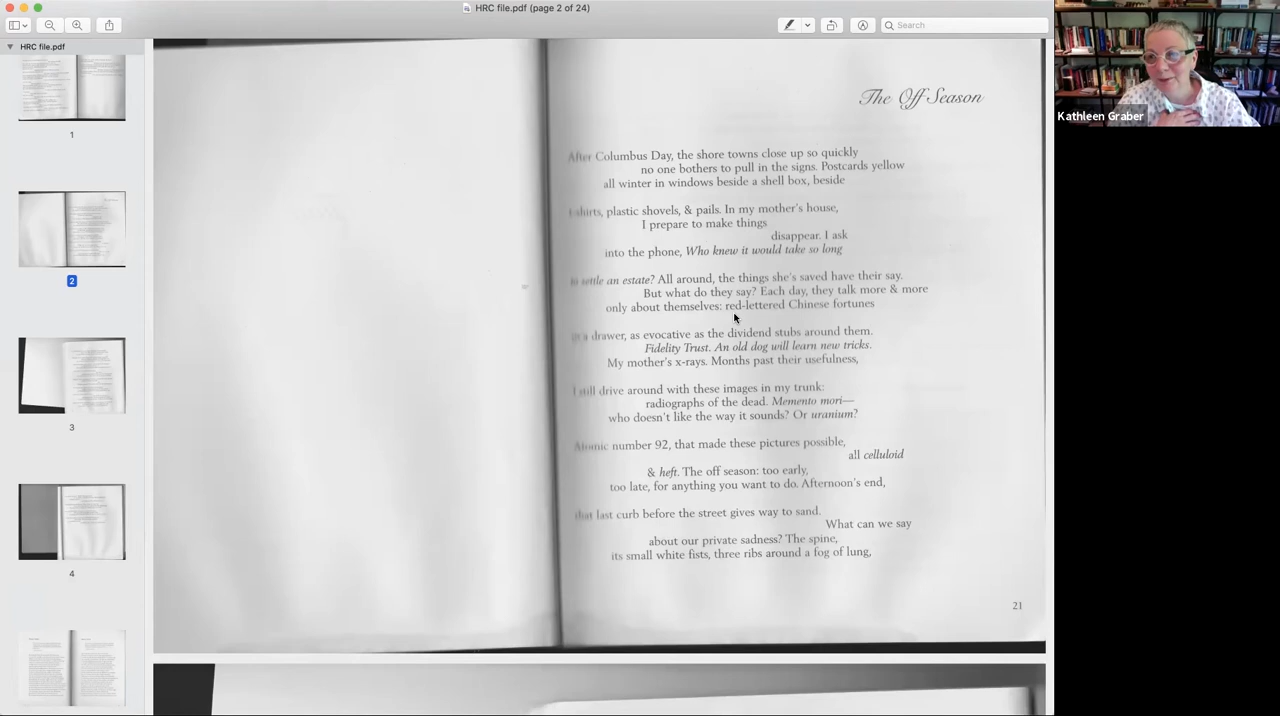 HRC file.pdf (page 2 of 24)
Search
HRC file.pdf
1
2
3
4
Kathleen Graber
The Off Season
After Columbus Day, the shore towns close up so quickly
no one bothers to pull in the signs. Postcards yellow
all winter in windows beside a shell box, beside
t-shirts, plastic shovels, & pails. In my mother's house,
I prepare to make things
disappear. I ask
into the phone, Who knew it would take so long
to settle an estate? All around, the things she's saved have their say.
But what do they say? Each day, they talk more & more
only about themselves: red-lettered Chinese fortunes
in a drawer, as evocative as the dividend stubs around them.
Fidelity Trust. An old dog will learn new tricks.
My mother's x-rays. Months past their usefulness,
I still drive around with these images in my trunk:
radiographs of the dead. Memento mori—
who doesn't like the way it sounds? Or uranium?
Atomic number 92, that made these pictures possible,
all celluloid
& heft. The off season: too early,
too late, for anything you want to do. Afternoon's end,
that last curb before the street gives way to sand.
What can we say
about our private sadness? The spine,
its small white fists, three ribs around a fog of lung,
21